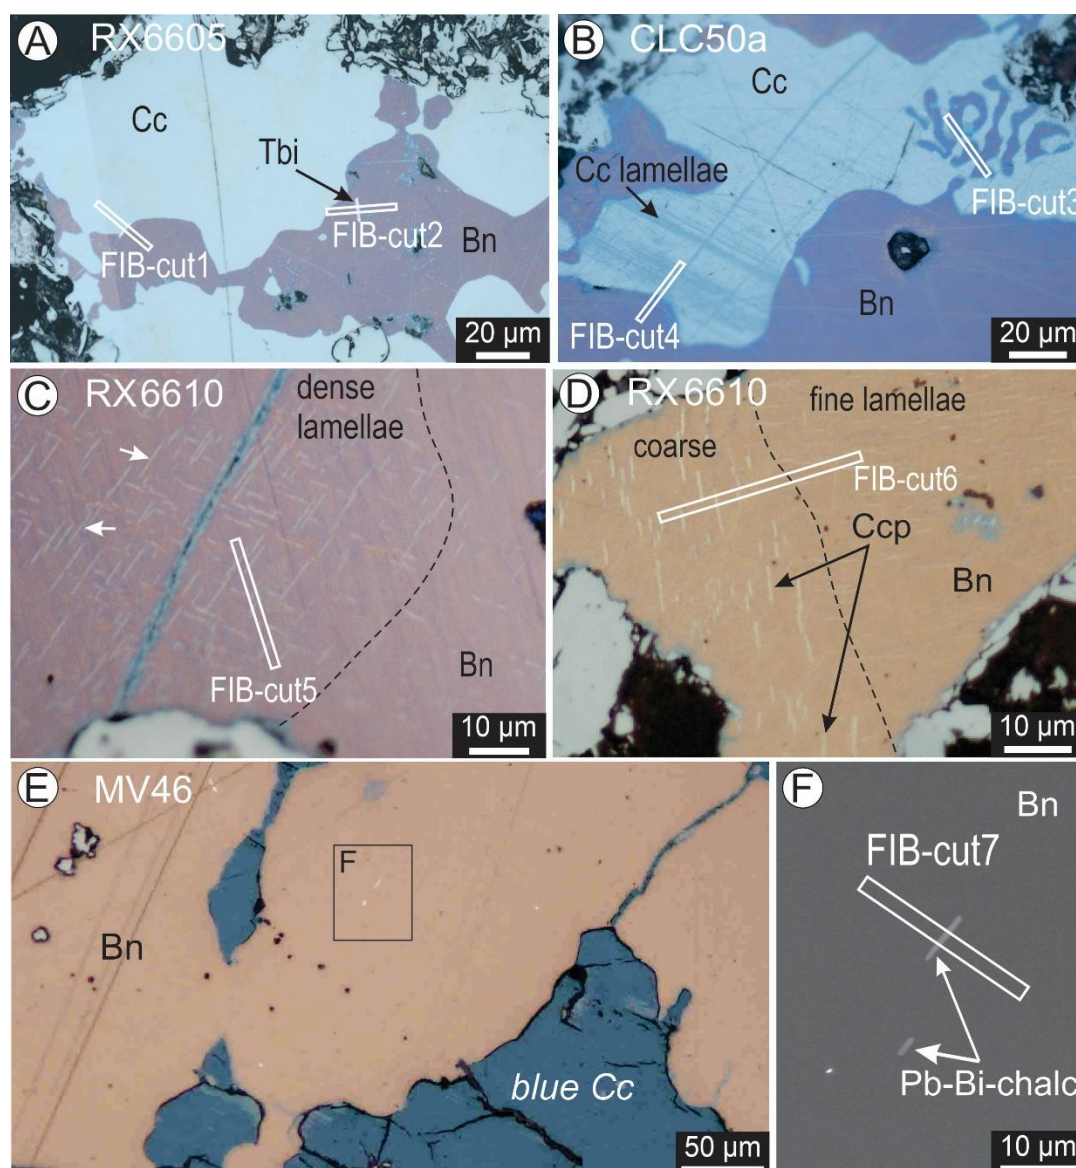 A RX6605
Cc
Tbi
FIB-cut1
FIB-cut2
Bn
20 µm
B CLC50a
Cc
Cc lamellae
FIB-cut3
FIB-cut4
Bn
20 µm
C RX6610
dense
lamellae
FIB-cut5
Bn
10 µm
D RX6610
fine lamellae
coarse
FIB-cut6
Ccp
Bn
10 µm
E MV46
F
Bn
blue Cc
50 µm
F
Bn
FIB-cut7
Pb-Bi-chalc
10 µm